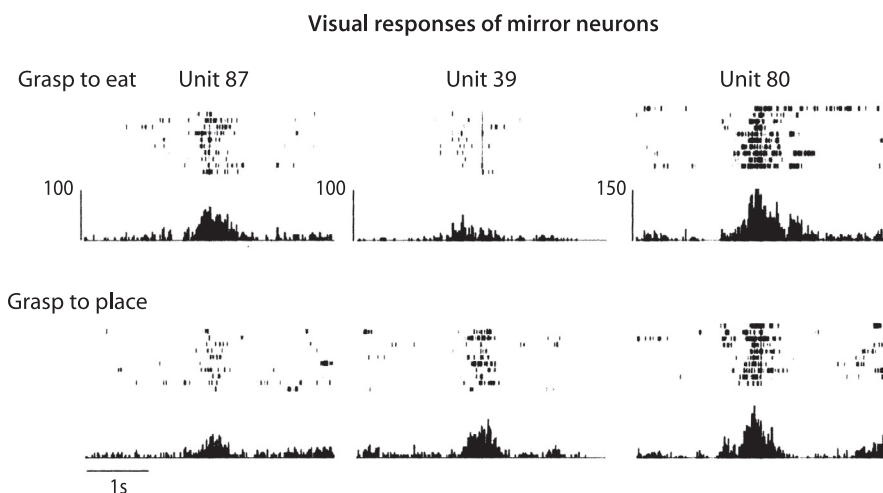 Visual responses of mirror neurons
Grasp to eat Unit 87 Unit 39 Unit 80
100 100 150
Grasp to place
1s